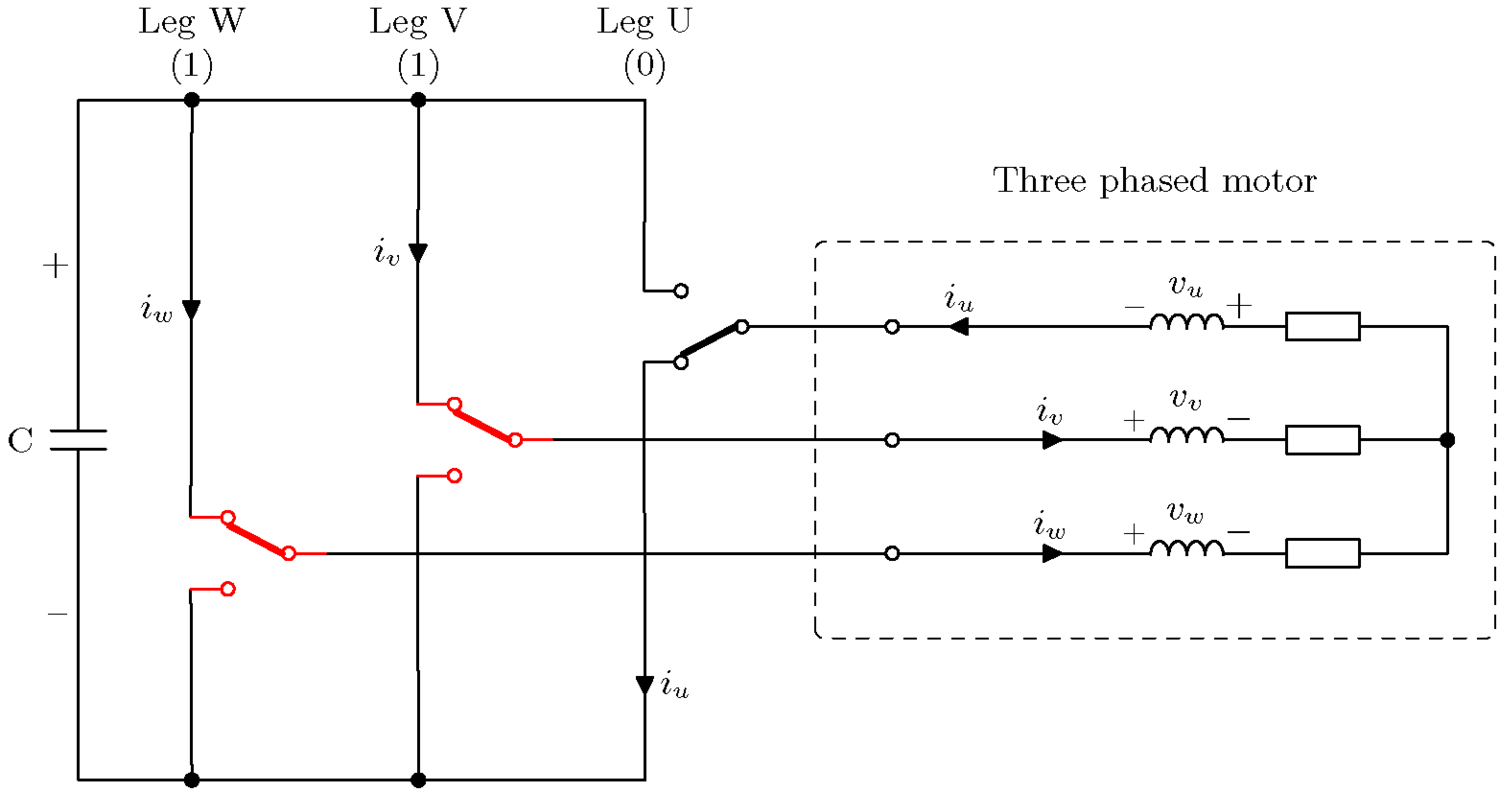 Leg W Leg V Leg U
(1) (1) (0)
Three phased motor
+
i_w
i_v
i_u
− v_u +
C
i_v
+ v_v −
i_w
+ v_w −
−
i_u